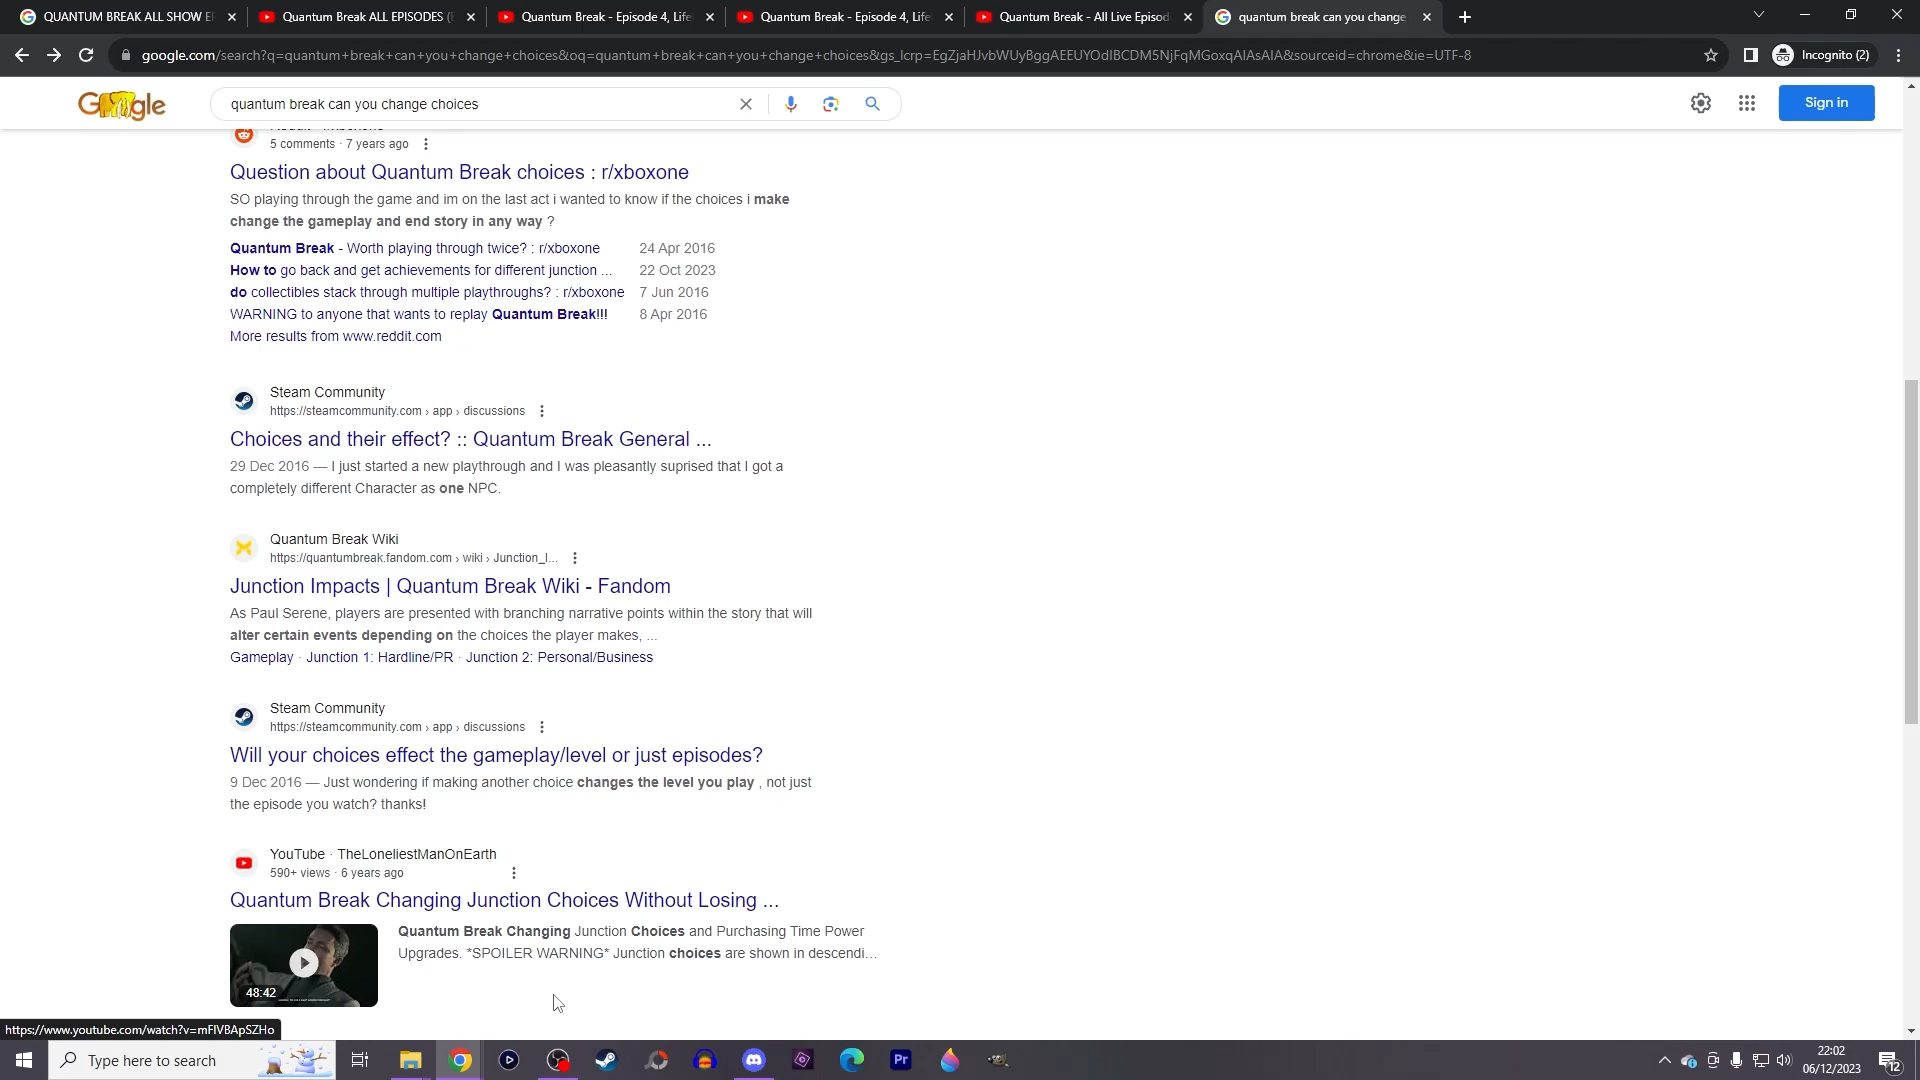 QUANTUM BREAK ALL SHOW EP
Quantum Break ALL EPISODES (
Quantum Break - Episode 4, Life
Quantum Break - Episode 4, Life
Quantum Break - All Live Episod
quantum break can you change
google.com/search?q=quantum+break+can+you+change+choices&oq=quantum+break+can+you+change+choices&gs_lcrp=EgZjaHJvbWUyBggAEEUYOdIBCDM5NjFqMGoxqAIAsAIA&sourceid=chrome&ie=UTF-8
Incognito (2)
Google
quantum break can you change choices
Sign in
5 comments · 7 years ago
Question about Quantum Break choices : r/xboxone
SO playing through the game and im on the last act i wanted to know if the choices i make
change the gameplay and end story in any way ?
Quantum Break - Worth playing through twice? : r/xboxone 24 Apr 2016
How to go back and get achievements for different junction ... 22 Oct 2023
do collectibles stack through multiple playthroughs? : r/xboxone 7 Jun 2016
WARNING to anyone that wants to replay Quantum Break!!! 8 Apr 2016
More results from www.reddit.com
Steam Community
https://steamcommunity.com › app › discussions
Choices and their effect? :: Quantum Break General ...
29 Dec 2016 — I just started a new playthrough and I was pleasantly suprised that I got a
completely different Character as one NPC.
Quantum Break Wiki
https://quantumbreak.fandom.com › wiki › Junction_I...
Junction Impacts | Quantum Break Wiki - Fandom
As Paul Serene, players are presented with branching narrative points within the story that will
alter certain events depending on the choices the player makes, ...
Gameplay · Junction 1: Hardline/PR · Junction 2: Personal/Business
Steam Community
https://steamcommunity.com › app › discussions
Will your choices effect the gameplay/level or just episodes?
9 Dec 2016 — Just wondering if making another choice changes the level you play , not just
the episode you watch? thanks!
YouTube · TheLoneliestManOnEarth
590+ views · 6 years ago
Quantum Break Changing Junction Choices Without Losing ...
Quantum Break Changing Junction Choices and Purchasing Time Power
Upgrades. *SPOILER WARNING* Junction choices are shown in descendi...
48:42
https://www.youtube.com/watch?v=mFlVBApSZHo
Type here to search
Pr
22:02
06/12/2023
12